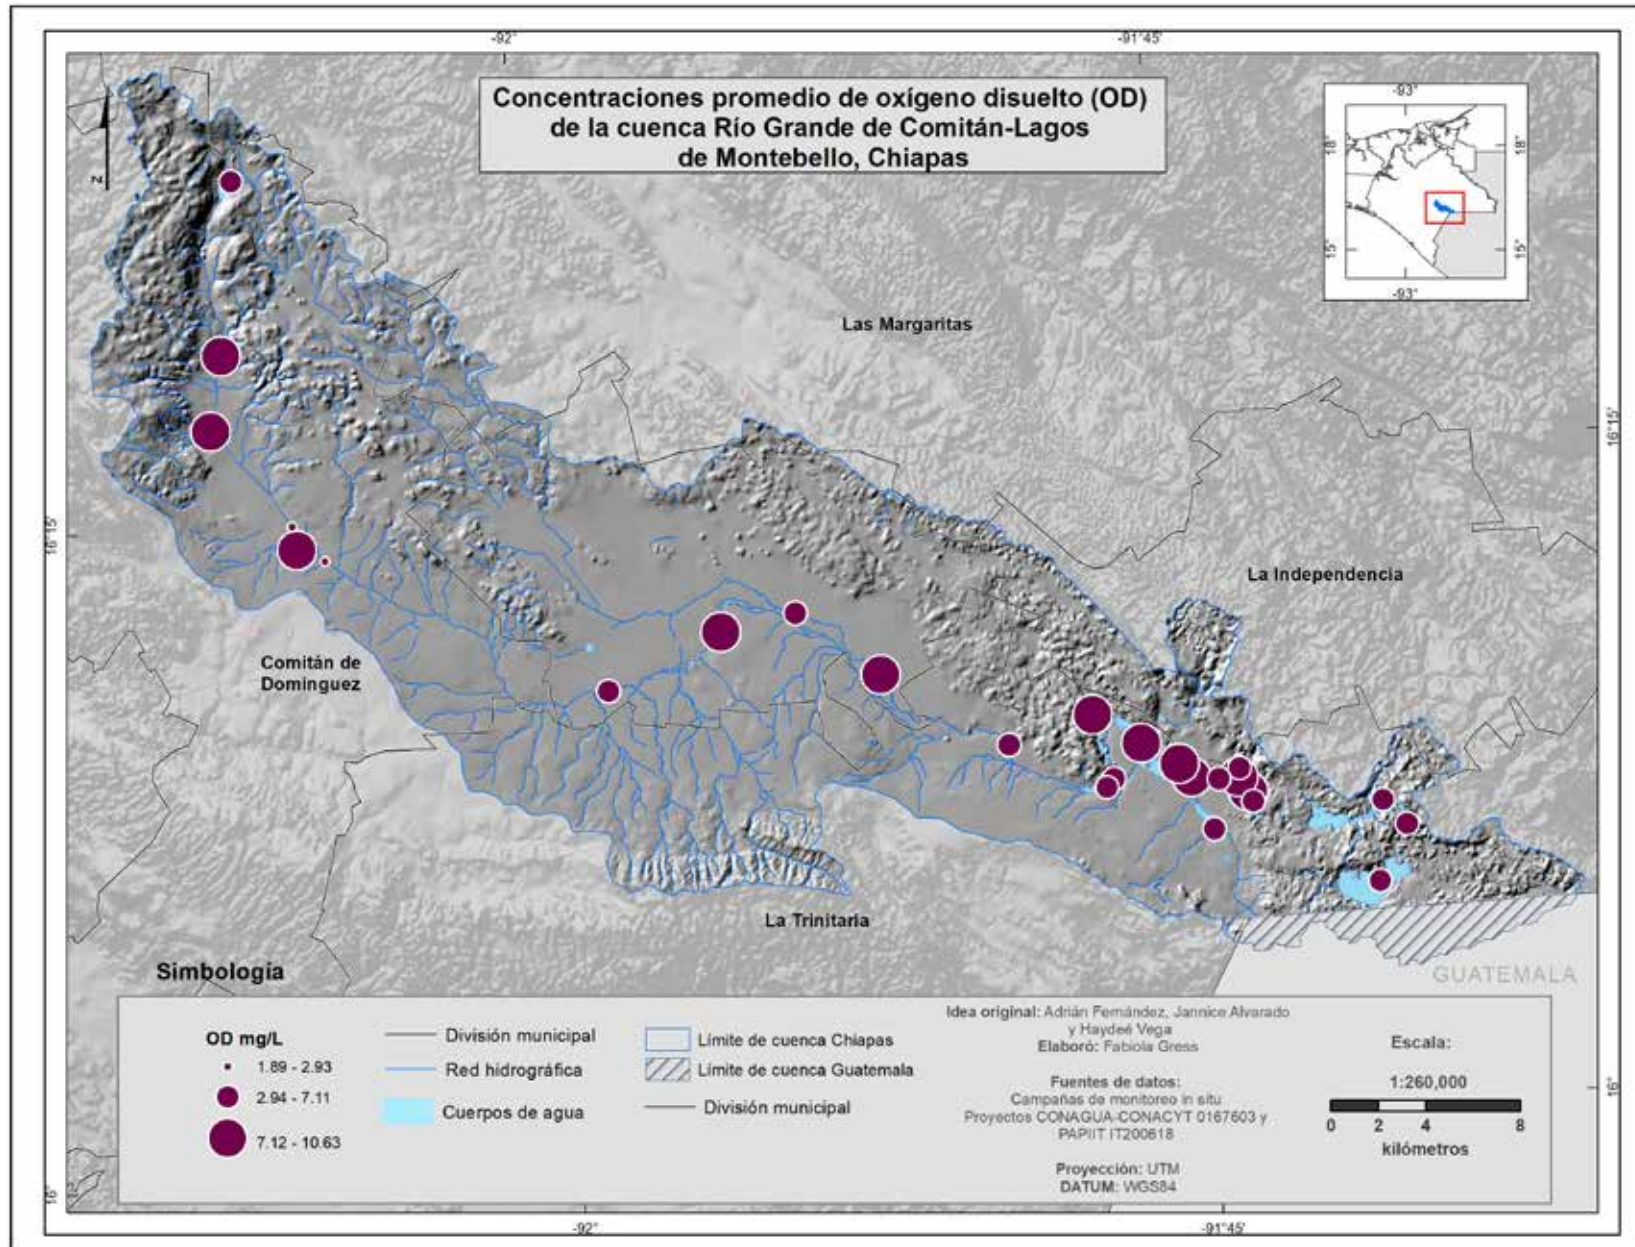 -92°
-91°45'
Concentraciones promedio de oxígeno disuelto (OD)
de la cuenca Río Grande de Comitán-Lagos
de Montebello, Chiapas
-93°
18°
18°
15°
15°
-93°
z
Las Margaritas
16°15'
16°15'
La Independencia
Comitán de
Dominguez
La Trinitaria
GUATEMALA
Simbología
OD mg/L
1.89 - 2.93
2.94 - 7.11
7.12 - 10.63
División municipal
Red hidrográfica
Cuerpos de agua
Límite de cuenca Chiapas
Límite de cuenca Guatemala
División municipal
Idea original: Adrián Fernández, Jannice Alvarado
y Haydeé Vega
Elaboró: Fabiola Gress
Fuentes de datos:
Campañas de monitoreo in situ
Proyectos CONAGUA-CONACYT 0167603 y
PAPIIT IT200618
Proyección: UTM
DATUM: WGS84
Escala:
1:260,000
0 2 4 8
kilómetros
16°
16°
-92°
-91°45'